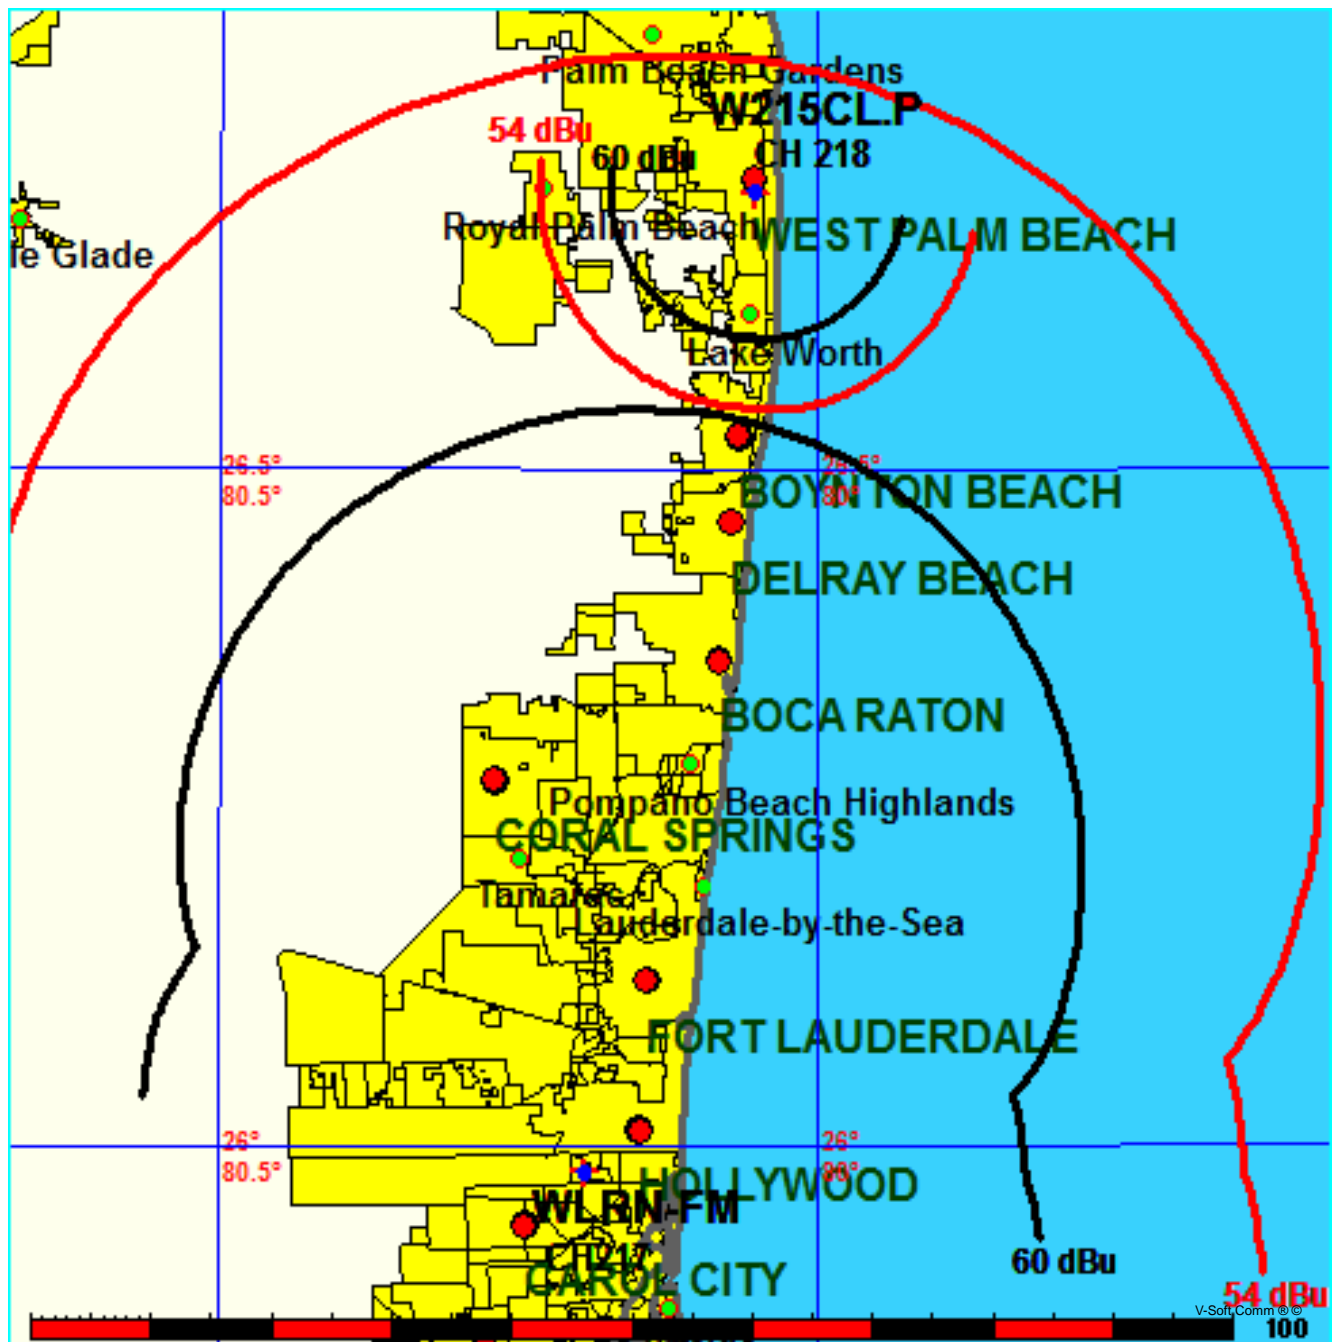 Palm Beach Gardens
W215CL.P
54 dBu
60 dBu
CH 218
Royal Palm Beach
WEST PALM BEACH
le Glade
Lake Worth
26.5°
80.5°
26.5°
80°
BOYNTON BEACH
DELRAY BEACH
BOCA RATON
Pompano Beach Highlands
CORAL SPRINGS
Tamarac
Lauderdale-by-the-Sea
FORT LAUDERDALE
26°
80.5°
26°
80°
HOLLYWOOD
WLRN-FM
CH217
CAROL CITY
60 dBu
54 dBu
V-Soft Comm ® ©
100